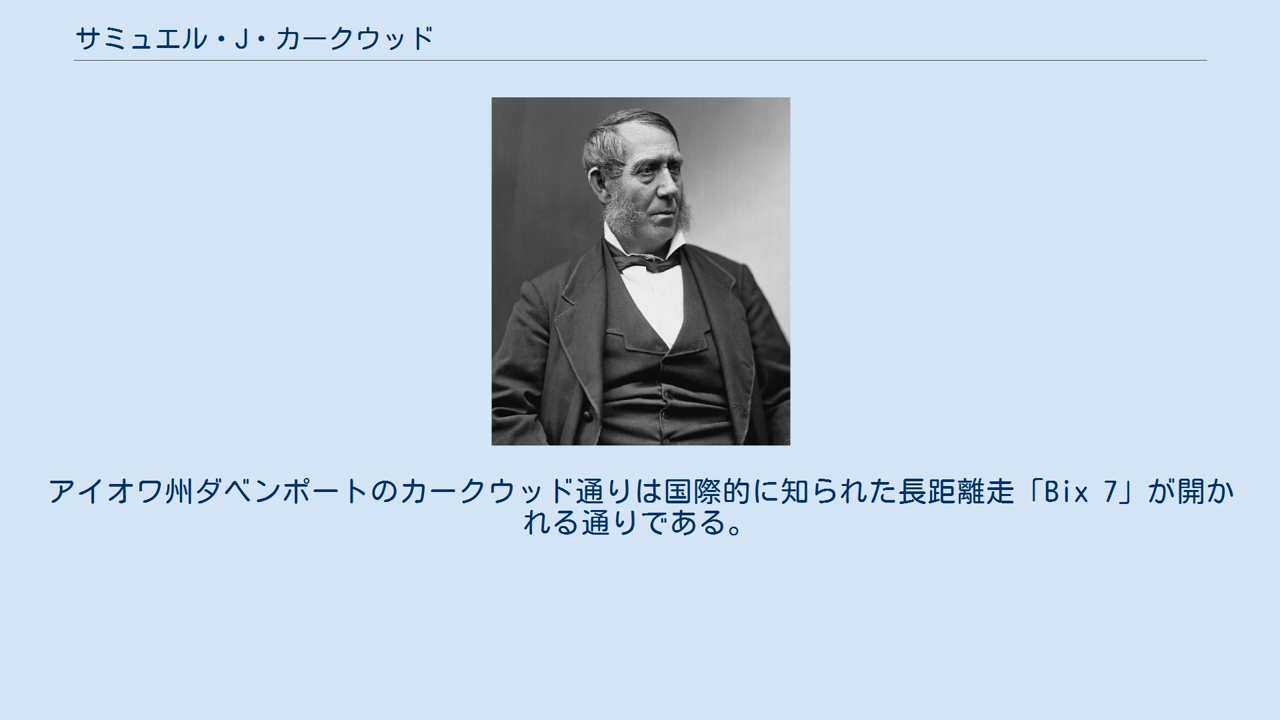 サミュエル・J・カークウッド
アイオワ州ダベンポートのカークウッド通りは国際的に知られた長距離走「Bix 7」が開か
れる通りである。